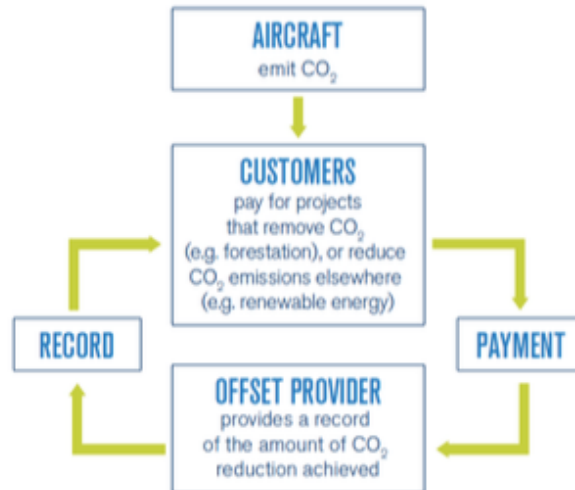 AIRCRAFT
emit CO₂
CUSTOMERS
pay for projects
that remove CO₂
(e.g. forestation), or reduce
CO₂ emissions elsewhere
(e.g. renewable energy)
RECORD
PAYMENT
OFFSET PROVIDER
provides a record
of the amount of CO₂
reduction achieved